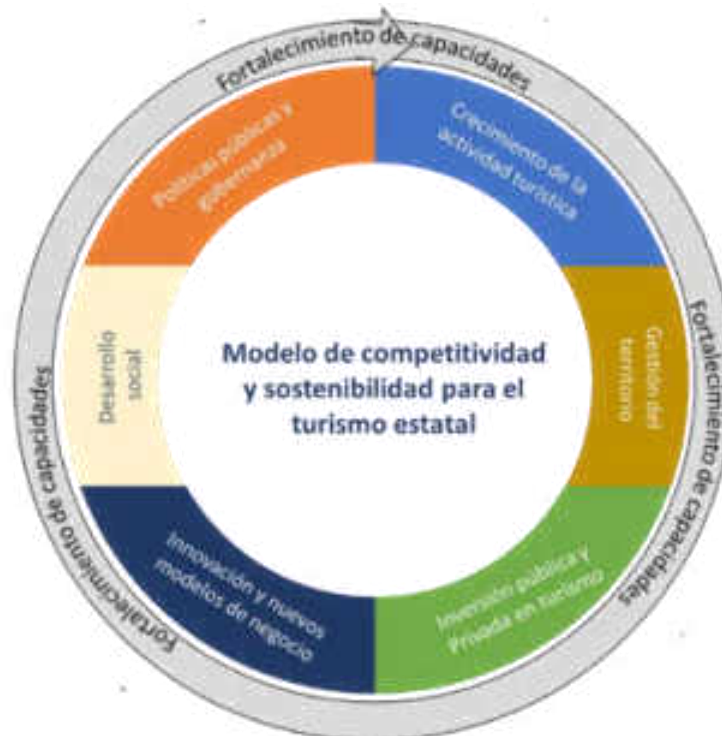 Fortalecimiento de capacidades
Crecimiento de la
actividad turística
Gestión del
territorio
Fortalecimiento de capacidades
Inversión pública y
Privada en turismo
Innovación y nuevos
modelos de negocio
Fortalecimiento de capacidades
Desarrollo
social
Políticas públicas y
gobernanza
Modelo de competitividad
y sostenibilidad para el
turismo estatal